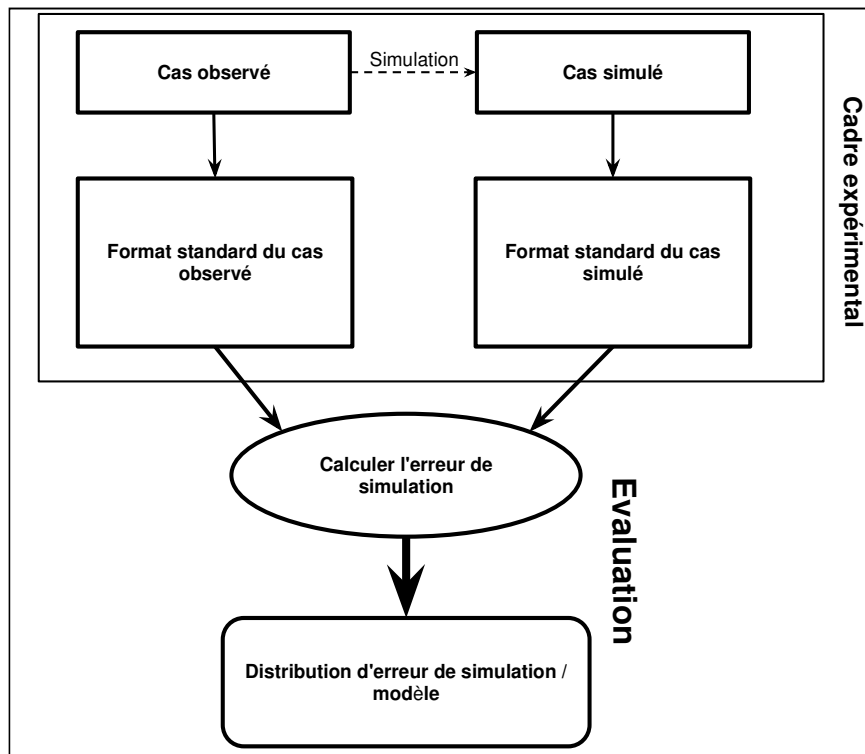 Simulation
Cas observé
Cas simulé
Cadre expérimental
Format standard du cas
observé
Format standard du cas
simulé
Calculer l'erreur de
simulation
Evaluation
Distribution d'erreur de simulation /
modèle